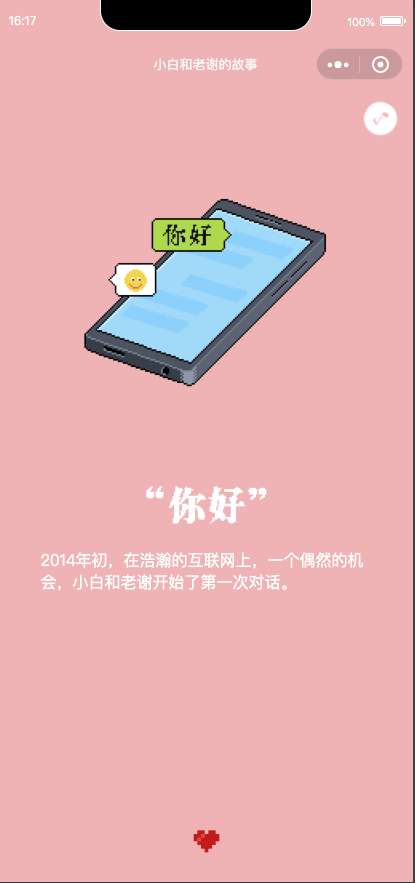 16:17
100%
小白和老谢的故事
你好
“你好”
2014年初，在浩瀚的互联网上，一个偶然的机
会，小白和老谢开始了第一次对话。